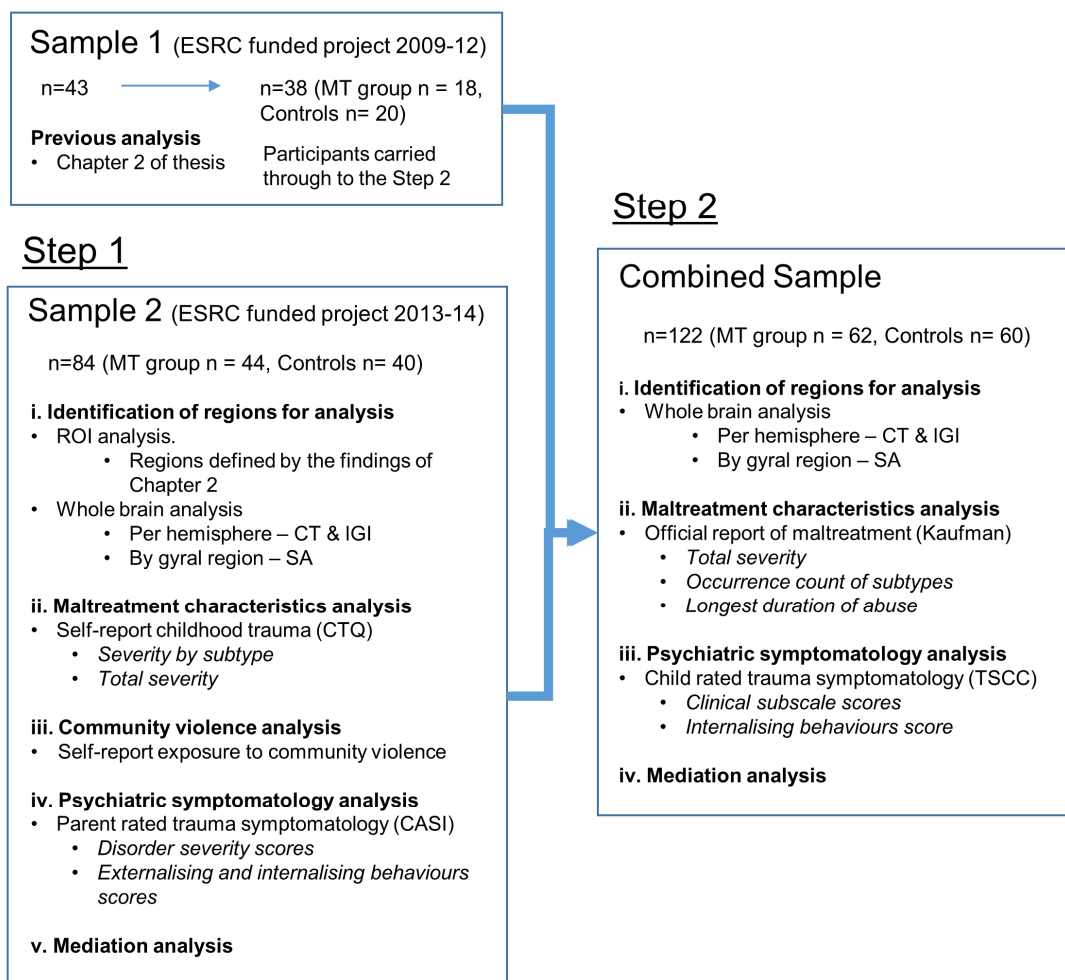 Sample 1 (ESRC funded project 2009-12)
n=43
n=38 (MT group n = 18,
Controls n= 20)
Previous analysis
• Chapter 2 of thesis
Participants carried
through to the Step 2
Step 1
Sample 2 (ESRC funded project 2013-14)
n=84 (MT group n = 44, Controls n= 40)
i. Identification of regions for analysis
• ROI analysis.
• Regions defined by the findings of
Chapter 2
• Whole brain analysis
• Per hemisphere – CT & lGI
• By gyral region – SA
ii. Maltreatment characteristics analysis
• Self-report childhood trauma (CTQ)
• Severity by subtype
• Total severity
iii. Community violence analysis
• Self-report exposure to community violence
iv. Psychiatric symptomatology analysis
• Parent rated trauma symptomatology (CASI)
• Disorder severity scores
• Externalising and internalising behaviours
scores
v. Mediation analysis
Step 2
Combined Sample
n=122 (MT group n = 62, Controls n= 60)
i. Identification of regions for analysis
• Whole brain analysis
• Per hemisphere – CT & lGI
• By gyral region – SA
ii. Maltreatment characteristics analysis
• Official report of maltreatment (Kaufman)
• Total severity
• Occurrence count of subtypes
• Longest duration of abuse
iii. Psychiatric symptomatology analysis
• Child rated trauma symptomatology (TSCC)
• Clinical subscale scores
• Internalising behaviours score
iv. Mediation analysis